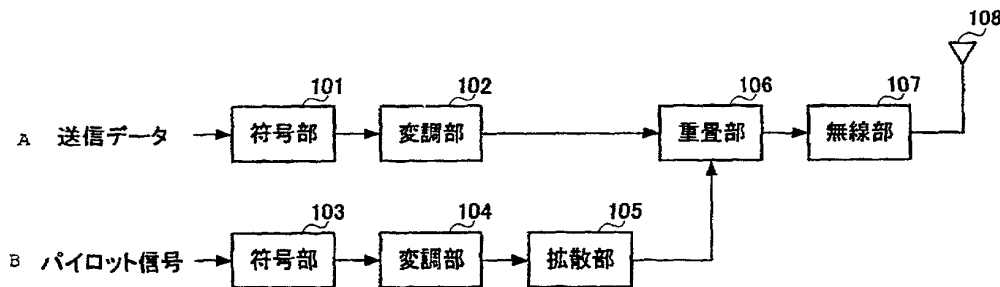 108
101
102
106
107
A 送信データ
符号部
変調部
重畳部
無線部
103
104
105
B パイロット信号
符号部
変調部
拡散部